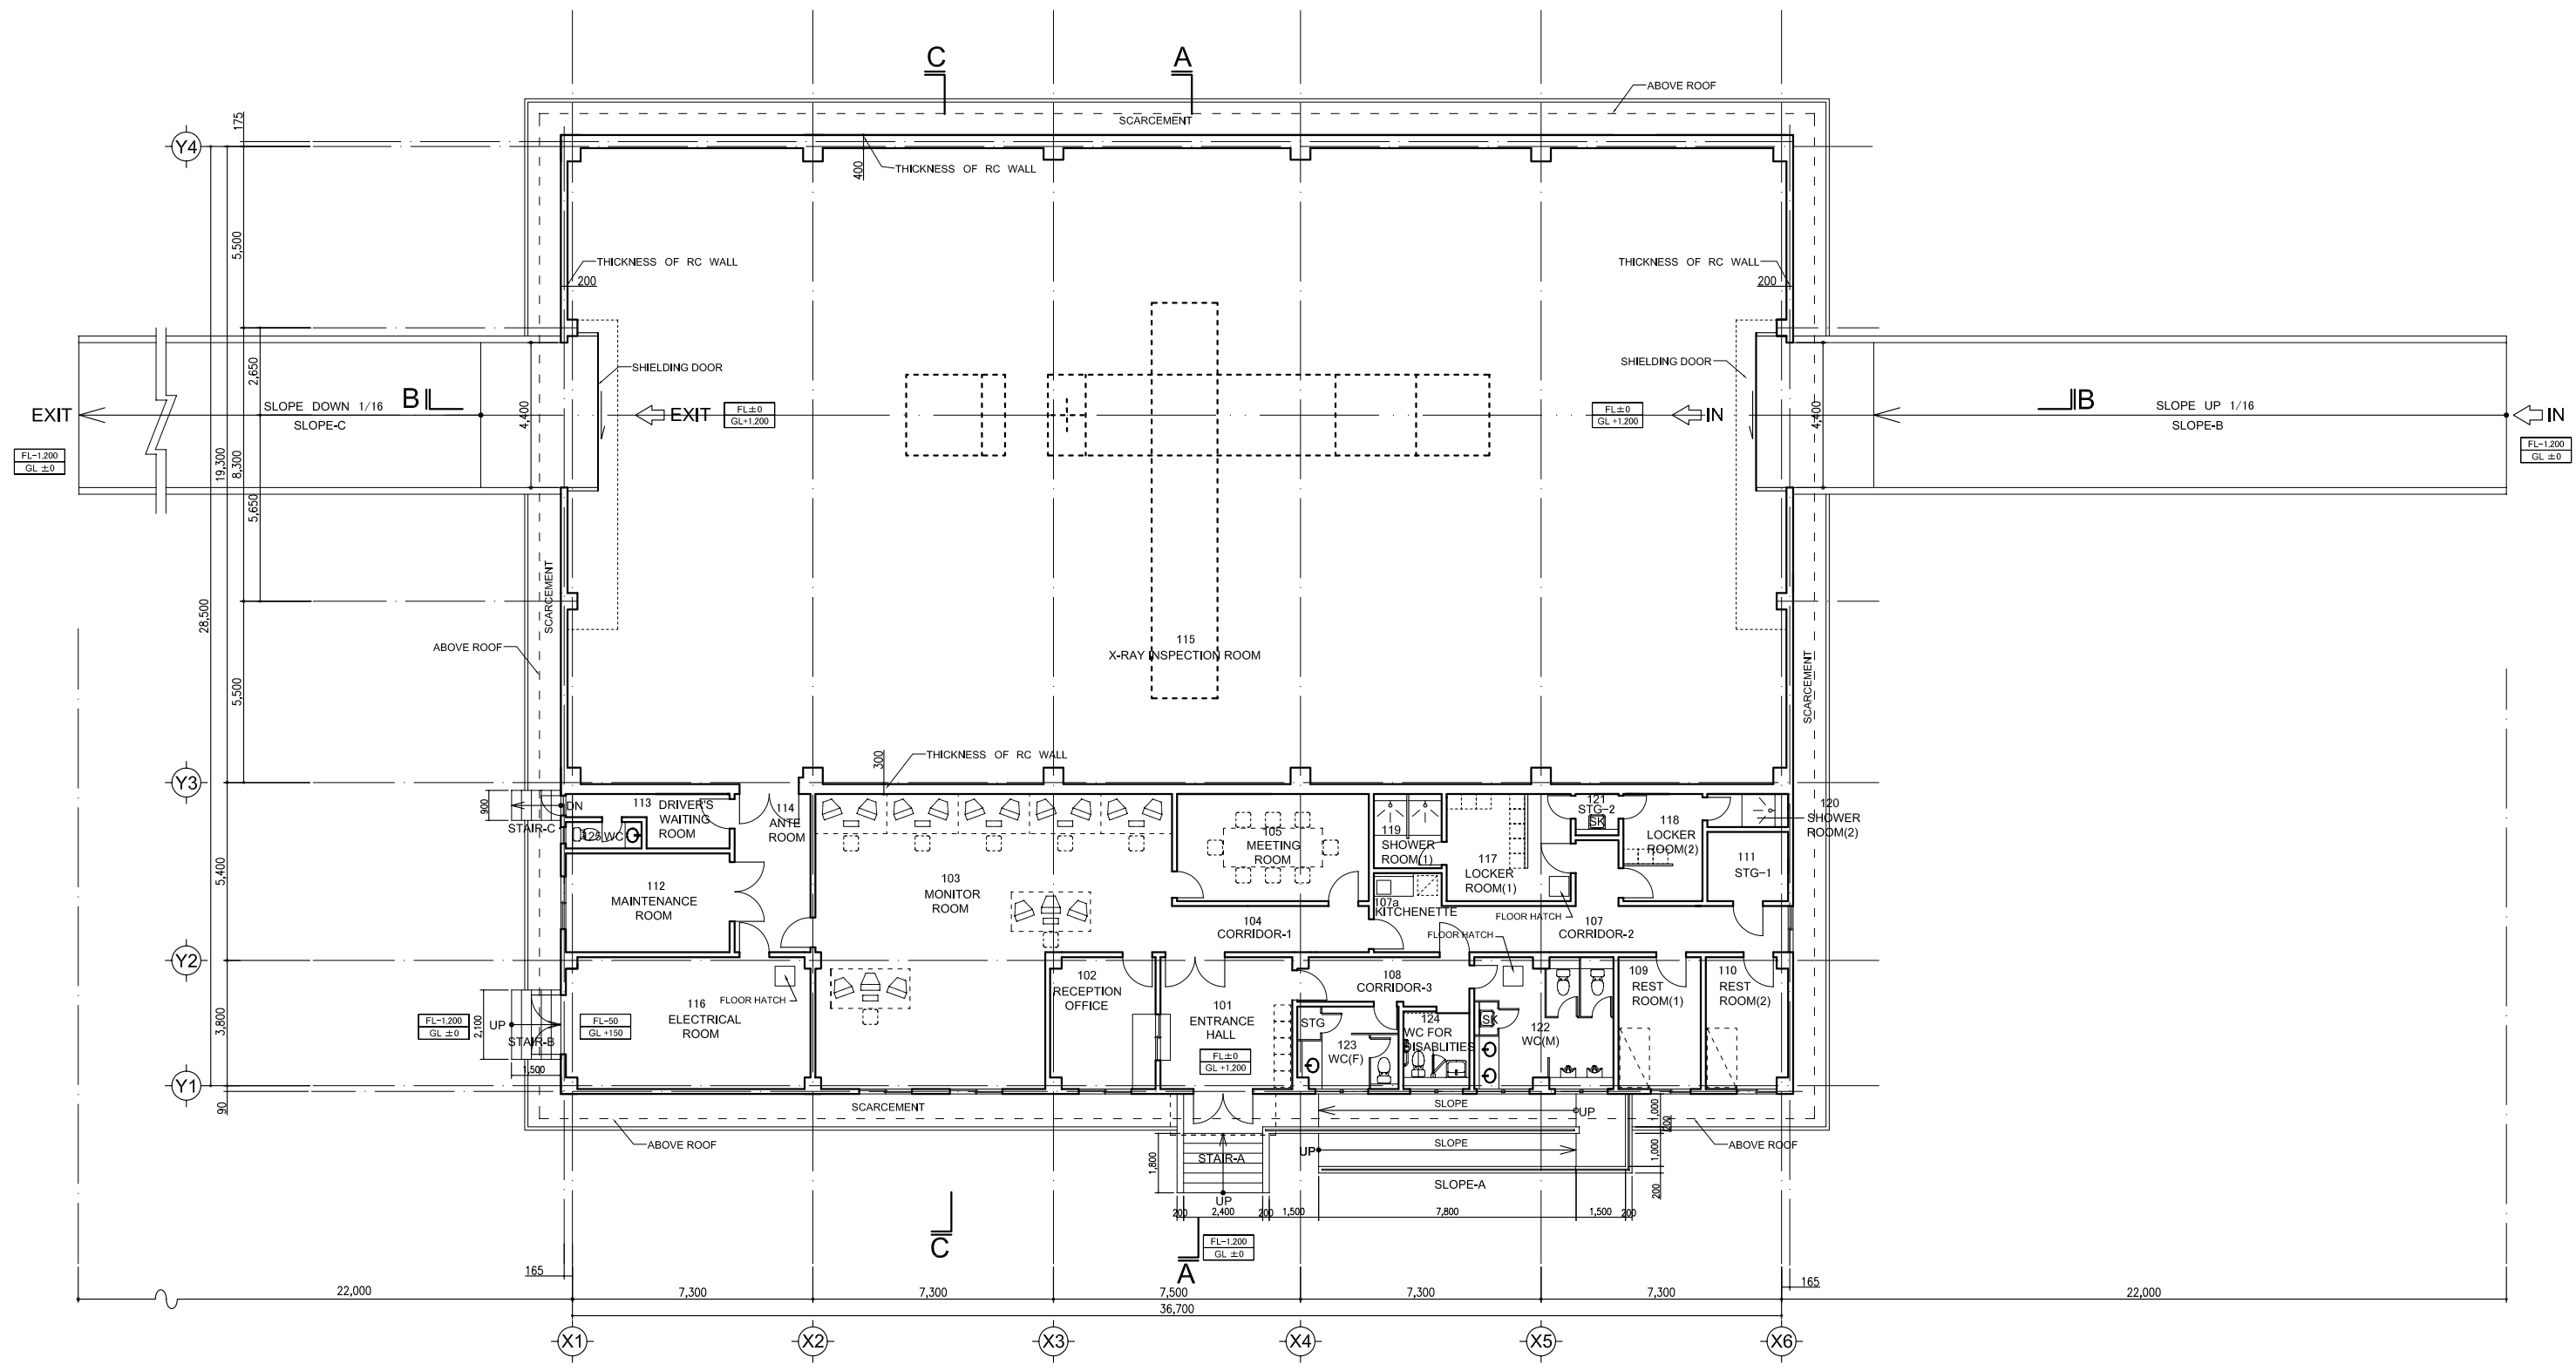 C
A
ABOVE ROOF
SCARCEMENT
175
Y4
THICKNESS OF RC WALL
400
5,500
THICKNESS OF RC WALL
200
THICKNESS OF RC WALL
200
2,650
SHIELDING DOOR
SHIELDING DOOR
EXIT
SLOPE DOWN 1/16
SLOPE-C
B
4,400
EXIT
FL±0
GL+1,200
FL±0
GL+1,200
IN
4,400
B
SLOPE UP 1/16
SLOPE-B
IN
FL-1,200
GL ±0
FL-1,200
GL ±0
19,300
8,300
5,650
28,500
SCARCEMENT
ABOVE ROOF
5,500
115
X-RAY INSPECTION ROOM
SCARCEMENT
THICKNESS OF RC WALL
300
Y3
900
DN
STAIR-C
113
DRIVER'S
WAITING
ROOM
114
ANTE
ROOM
125 WC
105
MEETING
ROOM
119
SHOWER
ROOM(1)
117
LOCKER
ROOM(1)
121
STG-2
SK
118
LOCKER
ROOM(2)
120
SHOWER
ROOM(2)
111
STG-1
5,400
112
MAINTENANCE
ROOM
103
MONITOR
ROOM
107a
KITCHENETTE
FLOOR HATCH
104
CORRIDOR-1
FLOOR HATCH
107
CORRIDOR-2
Y2
102
RECEPTION
OFFICE
108
CORRIDOR-3
109
REST
ROOM(1)
110
REST
ROOM(2)
FLOOR HATCH
116
ELECTRICAL
ROOM
101
ENTRANCE
HALL
STG
SK
124
WC FOR
DISABLITIES
122
WC(M)
123
WC(F)
FL-1,200
GL ±0
2,100
UP
STAIR-B
FL-50
GL +150
FL±0
GL +1,200
3,800
1,500
Y1
90
SCARCEMENT
SLOPE
UP
1,000
200
ABOVE ROOF
SLOPE
UP
1,000
ABOVE ROOF
1,800
STAIR-A
UP
SLOPE-A
200
200
2,400
200
1,500
7,800
1,500
200
C
A
FL-1,200
GL ±0
165
165
22,000
7,300
7,300
7,500
7,300
7,300
22,000
36,700
X1
X2
X3
X4
X5
X6